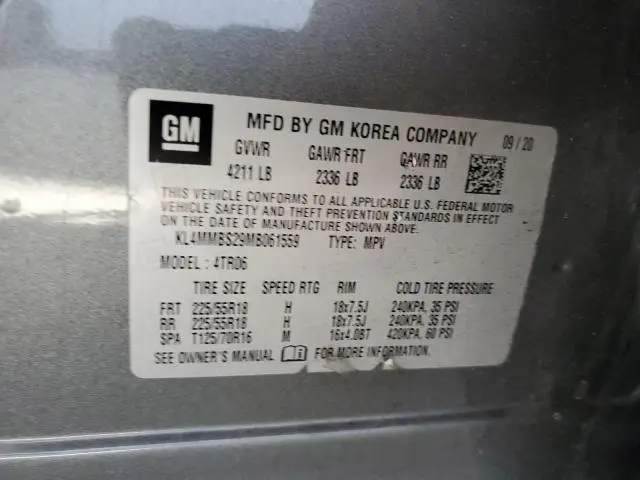 GM
MFD BY GM KOREA COMPANY 09/20
GVWR GAWR FRT GAWR RR
4211 LB 2336 LB 2336 LB
THIS VEHICLE CONFORMS TO ALL APPLICABLE U.S. FEDERAL MOTOR
VEHICLE SAFETY AND THEFT PREVENTION STANDARDS IN EFFECT
ON THE DATE OF MANUFACTURE SHOWN ABOVE.
KL4MMBS29MB061559 TYPE: MPV
MODEL : 4TR06
TIRE SIZE SPEED RTG RIM COLD TIRE PRESSURE
FRT 225/55R18 H 18x7.5J 240KPA, 35 PSI
RR 225/55R18 H 18x7.5J 240KPA, 35 PSI
SPA T125/70R16 M 16x4.0BT 420KPA, 60 PSI
SEE OWNER'S MANUAL FOR MORE INFORMATION.